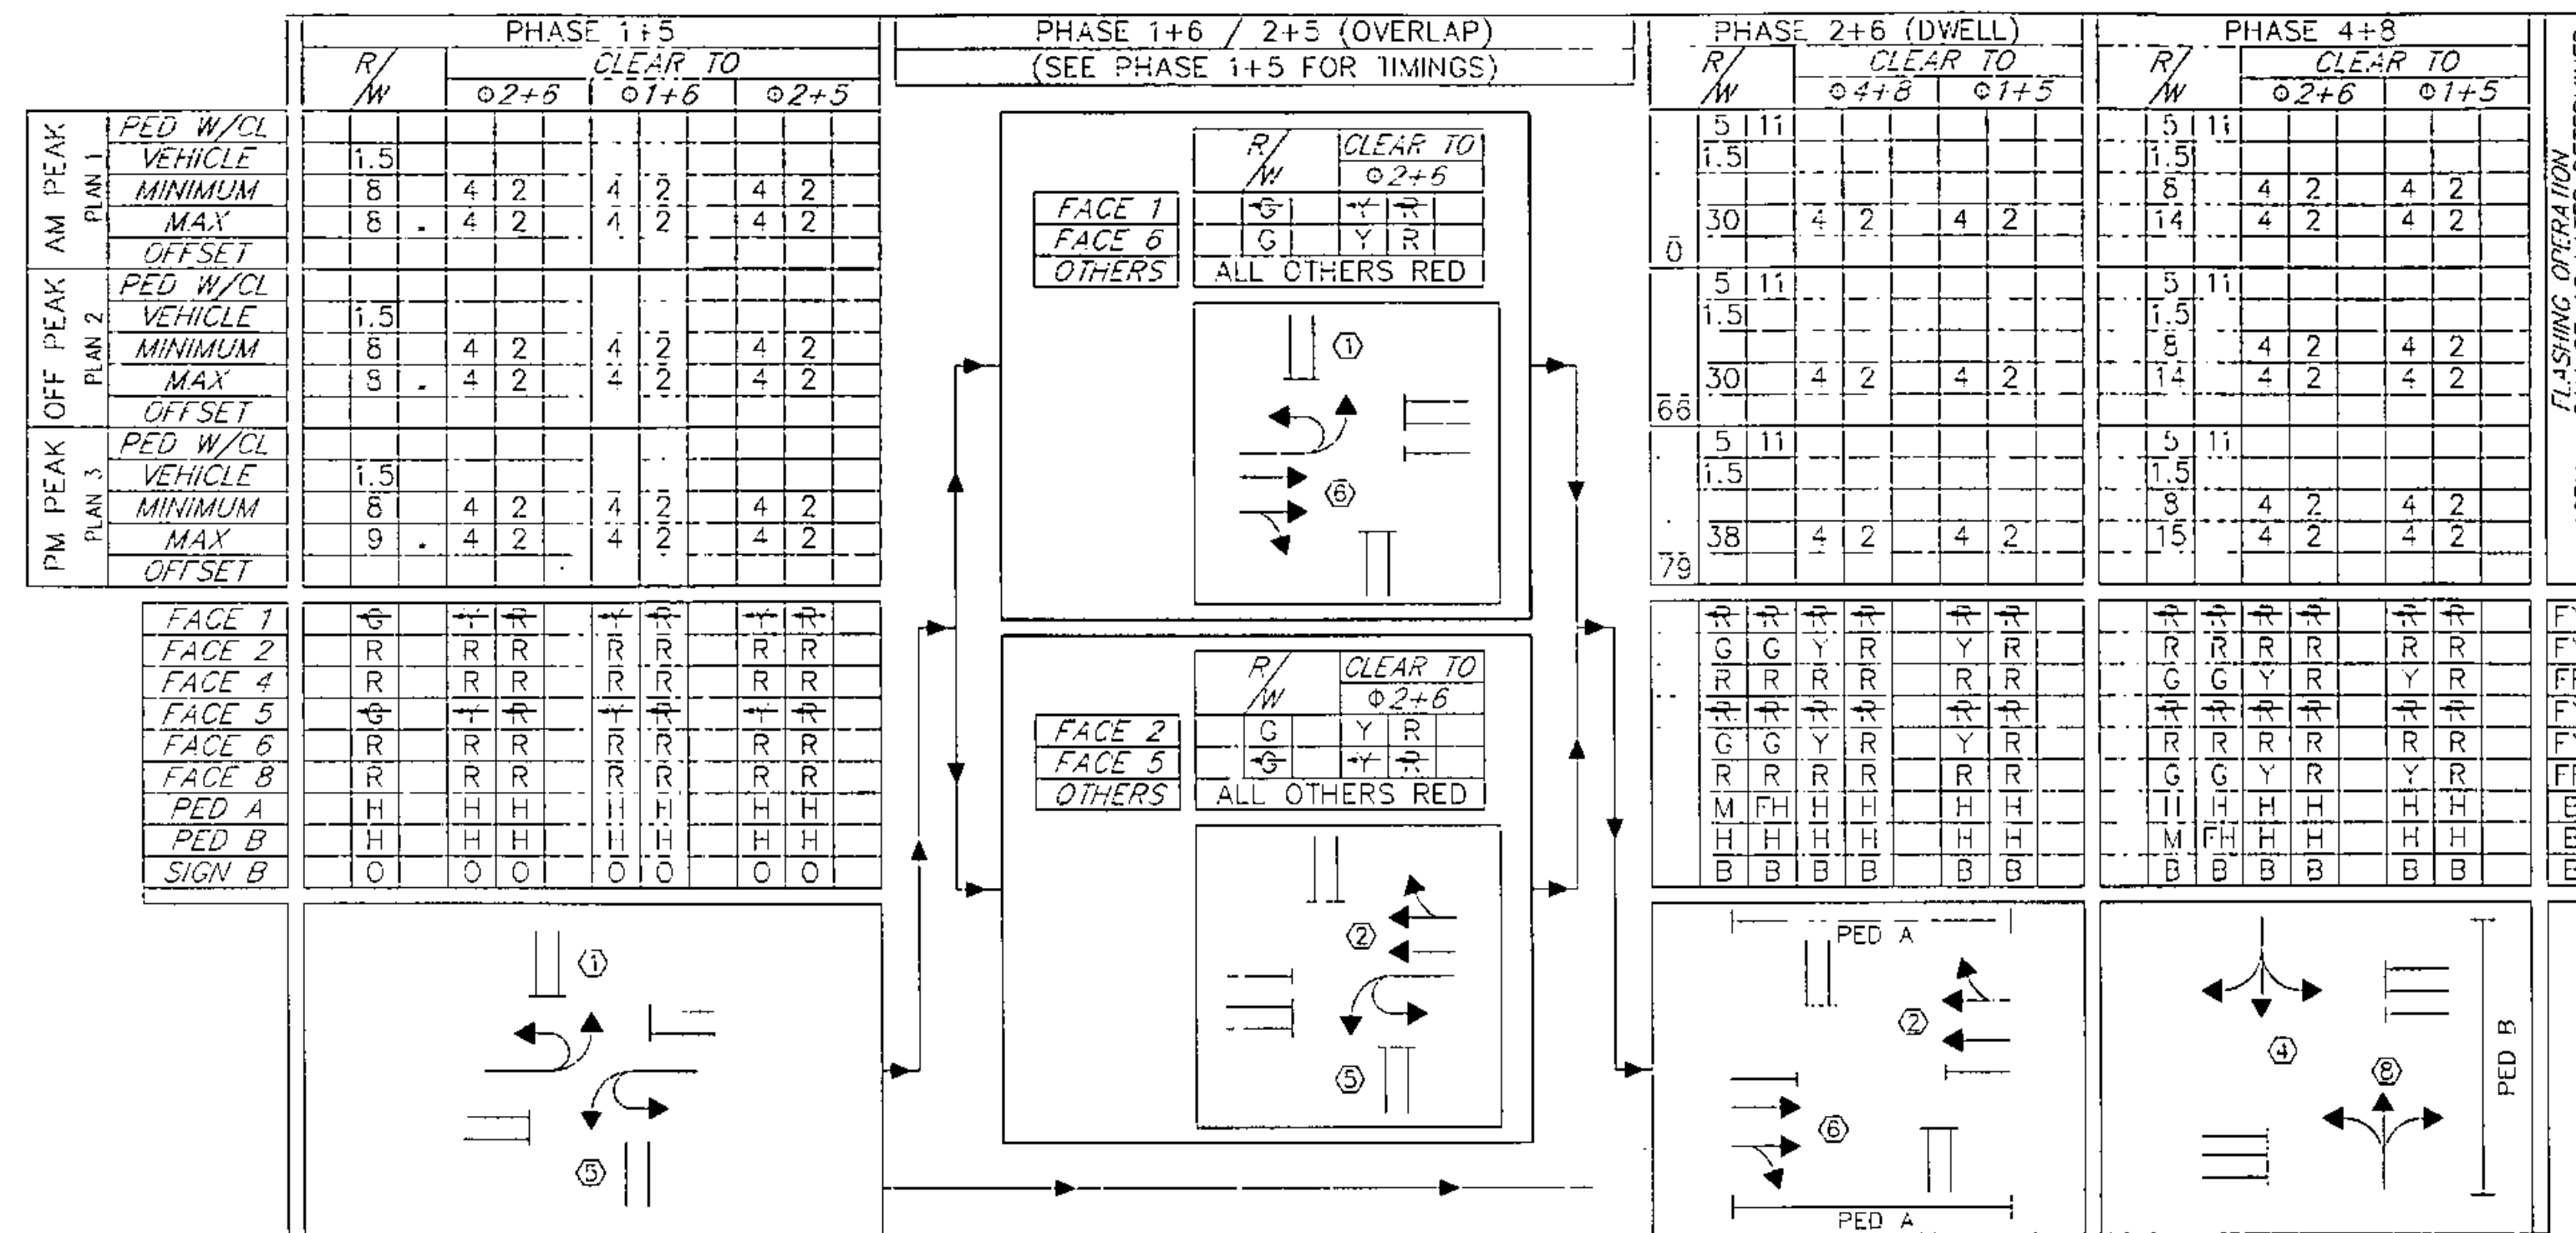 PHASE 1+5 PHASE 1+6 / 2+5 (OVERLAP) PHASE 2+6 (DWELL) PHASE 4+8
R/W CLEAR TO (SEE PHASE 1+5 FOR TIMINGS) R/W CLEAR TO R/W CLEAR TO
Φ2+6 Φ1+6 Φ2+5 Φ4+8 Φ1+5 Φ2+6 Φ1+5
AM PEAK PLAN 1
PED W/CL 5 11 5 11
VEHICLE 1.5 1.5 1.5
MINIMUM 8 4 2 4 2 4 2 8 4 2 4 2
MAX 8 4 2 4 2 4 2 30 4 2 4 2 14 4 2 4 2
OFFSET 0
OFF PEAK PLAN 2
PED W/CL 5 11 5 11
VEHICLE 1.5 1.5 1.5
MINIMUM 8 4 2 4 2 4 2 8 4 2 4 2
MAX 8 4 2 4 2 4 2 30 4 2 4 2 14 4 2 4 2
OFFSET 66
PM PEAK PLAN 3
PED W/CL 5 11 5 11
VEHICLE 1.5 1.5 1.5
MINIMUM 8 4 2 4 2 4 2 8 4 2 4 2
MAX 9 4 2 4 2 4 2 38 4 2 4 2 15 4 2 4 2
OFFSET 79
FACE 1 G Y R Y R Y R R R R R R R R R R R R R
FACE 2 R R R R R R R G G Y R Y R R R R R R R
FACE 4 R R R R R R R R R R R R R G G Y R Y R
FACE 5 G Y R Y R Y R R R R R R R R R R R R R
FACE 6 R R R R R R R G G Y R Y R R R R R R R
FACE 8 R R R R R R R R R R R R R G G Y R Y R
PED A H H H H H H H M FH H H H H H H H H H H
PED B H H H H H H H H H H H H H M FH H H H H
SIGN B O O O O O O O B B B B B B B B B B B B
R/W CLEAR TO
Φ2+6
FACE 1 G Y R
FACE 6 G Y R
OTHERS ALL OTHERS RED
1
6
R/W CLEAR TO
Φ2+6
FACE 2 G Y R
FACE 5 G Y R
OTHERS ALL OTHERS RED
2
5
1
5
PED A
2
6
PED A
4
8
PED B
FLASHING OPERATION